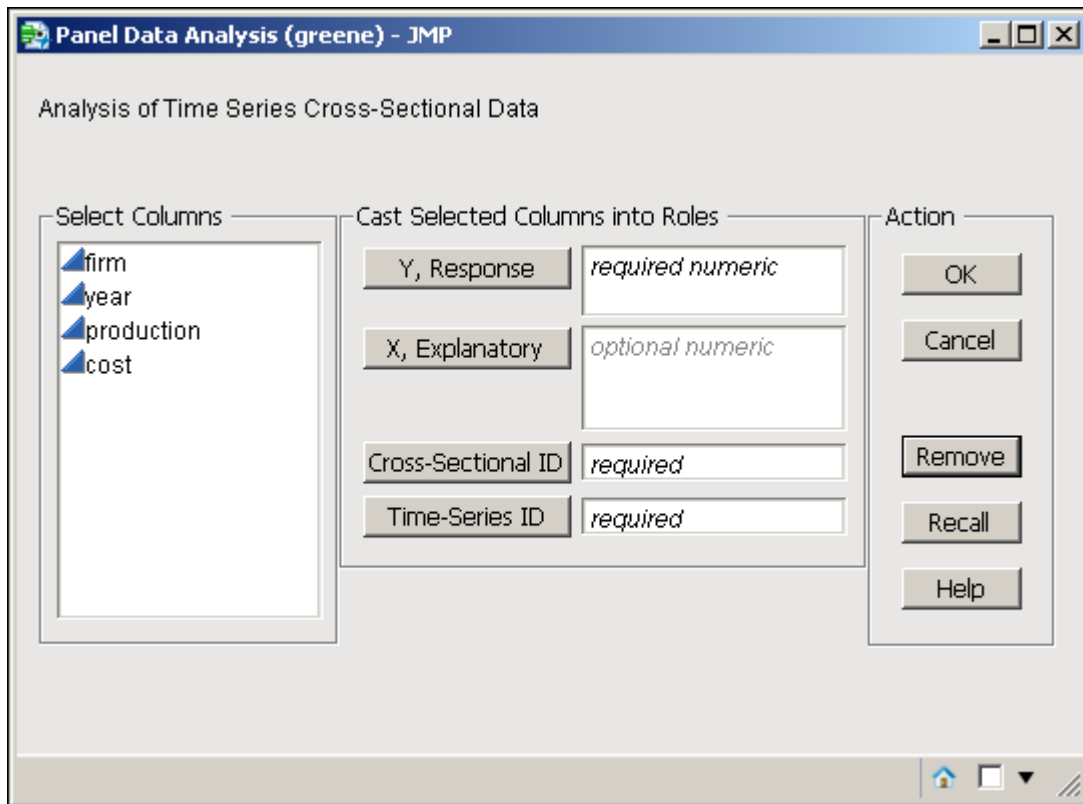 Panel Data Analysis (greene) - JMP
Analysis of Time Series Cross-Sectional Data
Select Columns
firm
year
production
cost
Cast Selected Columns into Roles
Y, Response
required numeric
X, Explanatory
optional numeric
Cross-Sectional ID
required
Time-Series ID
required
Action
OK
Cancel
Remove
Recall
Help